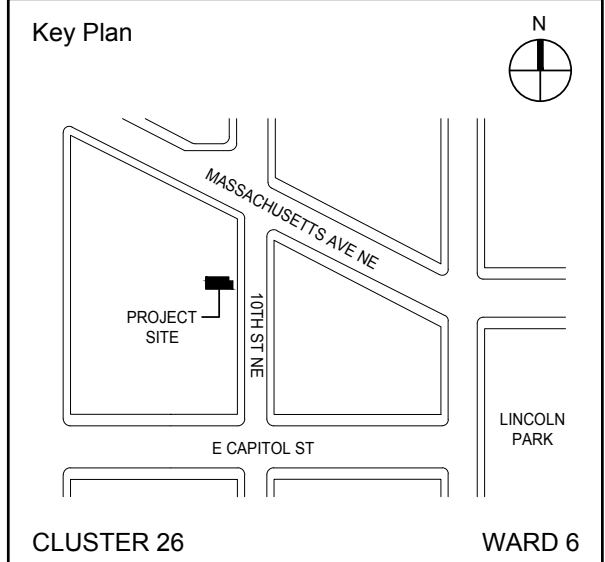 Key Plan
N
MASSACHUSETTS AVE NE
PROJECT
SITE
10TH ST NE
LINCOLN
PARK
E CAPITOL ST
CLUSTER 26
WARD 6